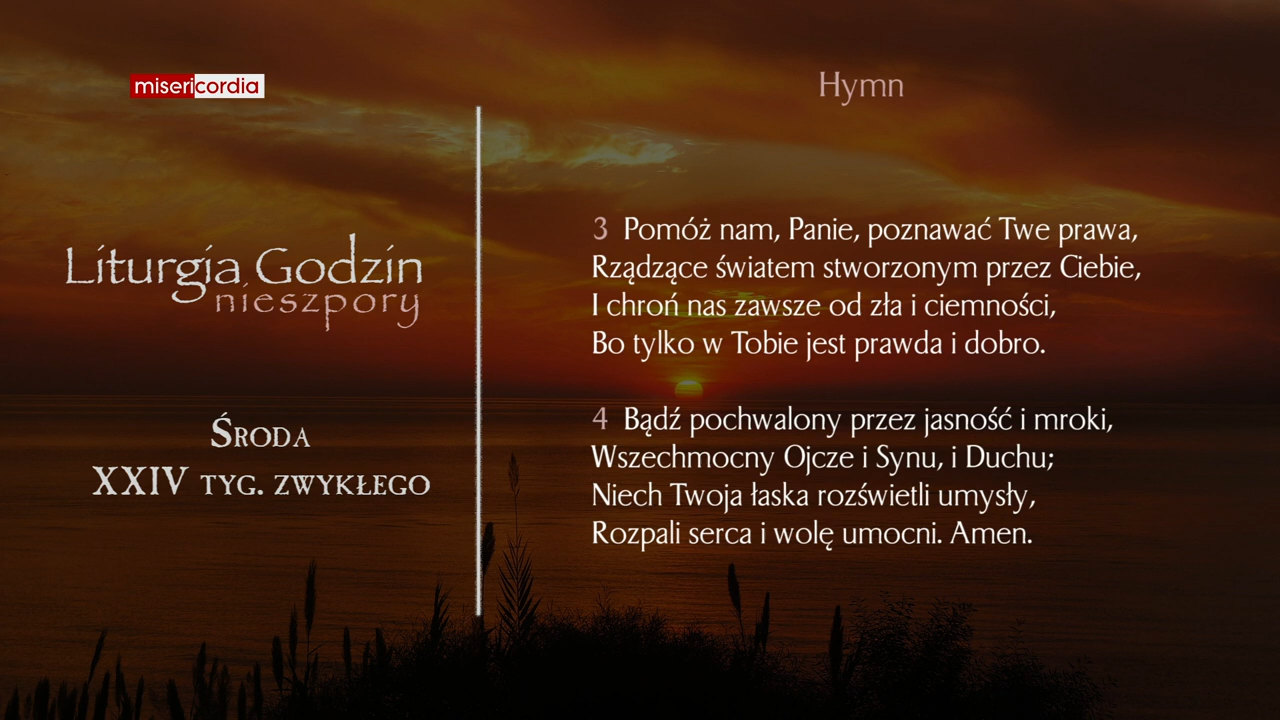 misericordia
Liturgia Godzin
nieszpory
Środa
XXIV tyg. zwykłego
Hymn
3 Pomóż nam, Panie, poznawać Twe prawa,
Rządzące światem stworzonym przez Ciebie,
I chroń nas zawsze od zła i ciemności,
Bo tylko w Tobie jest prawda i dobro.
4 Bądź pochwalony przez jasność i mroki,
Wszechmocny Ojcze i Synu, i Duchu;
Niech Twoja łaska rozświetli umysły,
Rozpali serca i wolę umocni. Amen.